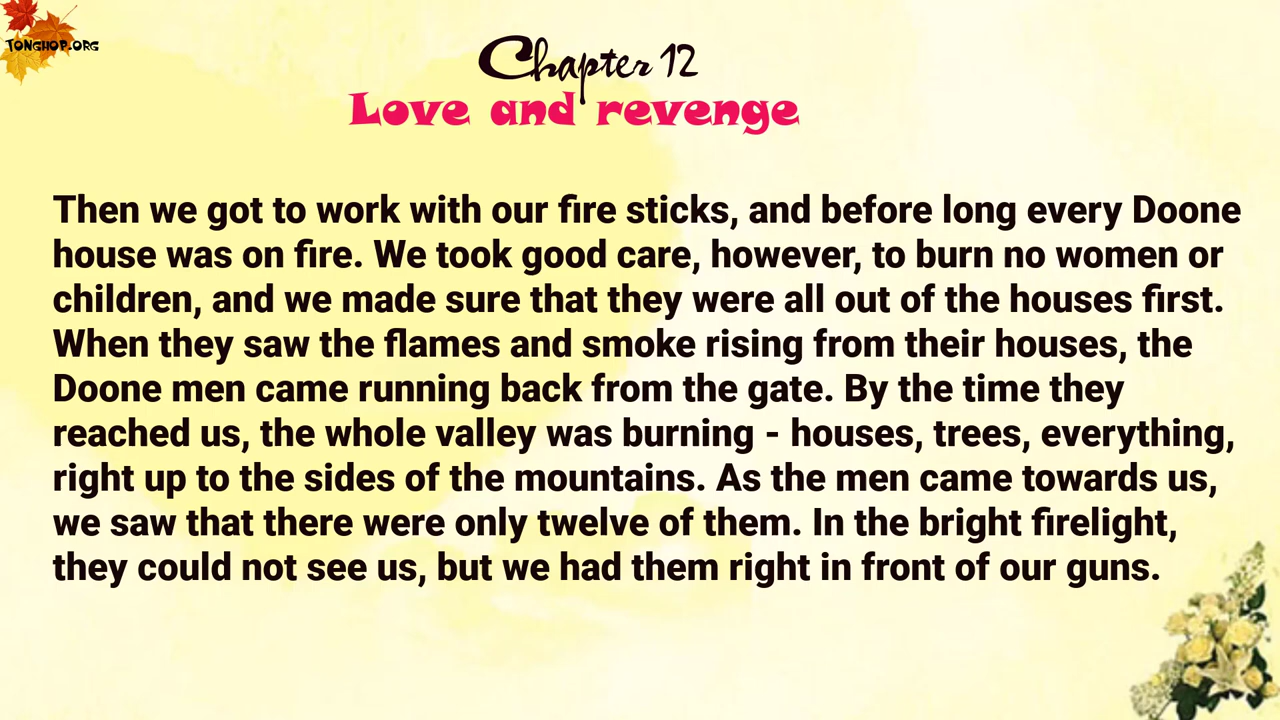 TONGHOP.ORG
Chapter 12
Love and revenge
Then we got to work with our fire sticks, and before long every Doone
house was on fire. We took good care, however, to burn no women or
children, and we made sure that they were all out of the houses first.
When they saw the flames and smoke rising from their houses, the
Doone men came running back from the gate. By the time they
reached us, the whole valley was burning - houses, trees, everything,
right up to the sides of the mountains. As the men came towards us,
we saw that there were only twelve of them. In the bright firelight,
they could not see us, but we had them right in front of our guns.